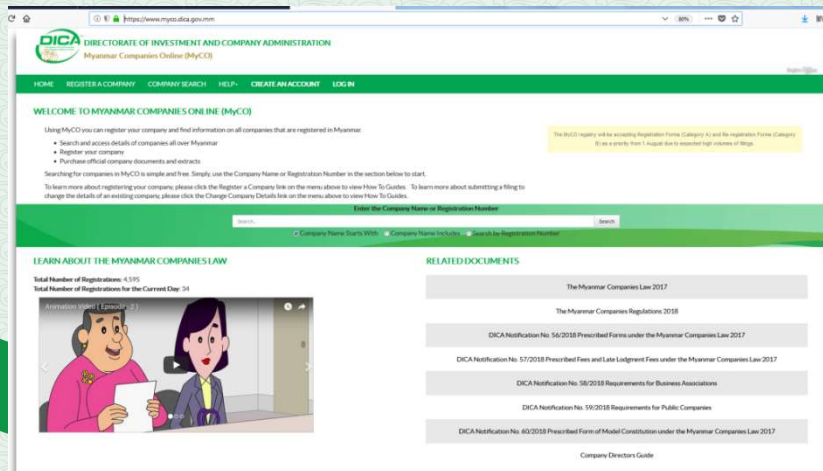 https://www.myco.dica.gov.mm
80%
DICA
DIRECTORATE OF INVESTMENT AND COMPANY ADMINISTRATION
Myanmar Companies Online (MyCO)
HOME REGISTER A COMPANY COMPANY SEARCH HELP CREATE AN ACCOUNT LOG IN
WELCOME TO MYANMAR COMPANIES ONLINE (MyCO)
Using MyCO you can register your company and find information on all companies that are registered in Myanmar.
• Search and access details of companies all over Myanmar
• Register your company
• Purchase official company documents and extracts
Searching for companies in MyCO is simple and free. Simply, use the Company Name or Registration Number in the section below to start.
To learn more about registering your company, please click the Register a Company link on the menu above to view How To Guides. To learn more about submitting a filing to
change the details of an existing company, please click the Change Company Details link on the menu above to view How To Guides.
The MyCO registry will be accepting Registration Forms (Category A) and Re-registration Forms (Category
B) as a priority from 1 August due to expected high volumes of filings.
Enter the Company Name or Registration Number
Search... Search
Company Name Starts With Company Name Includes Search by Registration Number
LEARN ABOUT THE MYANMAR COMPANIES LAW
Total Number of Registrations: 4,595
Total Number of Registrations for the Current Day: 34
Animation Video ( Episode - 2 )
RELATED DOCUMENTS
The Myanmar Companies Law 2017
The Myanmar Companies Regulations 2018
DICA Notification No. 56/2018 Prescribed Forms under the Myanmar Companies Law 2017
DICA Notification No. 57/2018 Prescribed Fees and Late Lodgment Fees under the Myanmar Companies Law 2017
DICA Notification No. 58/2018 Requirements for Business Associations
DICA Notification No. 59/2018 Requirements for Public Companies
DICA Notification No. 60/2018 Prescribed Form of Model Constitution under the Myanmar Companies Law 2017
Company Directors Guide